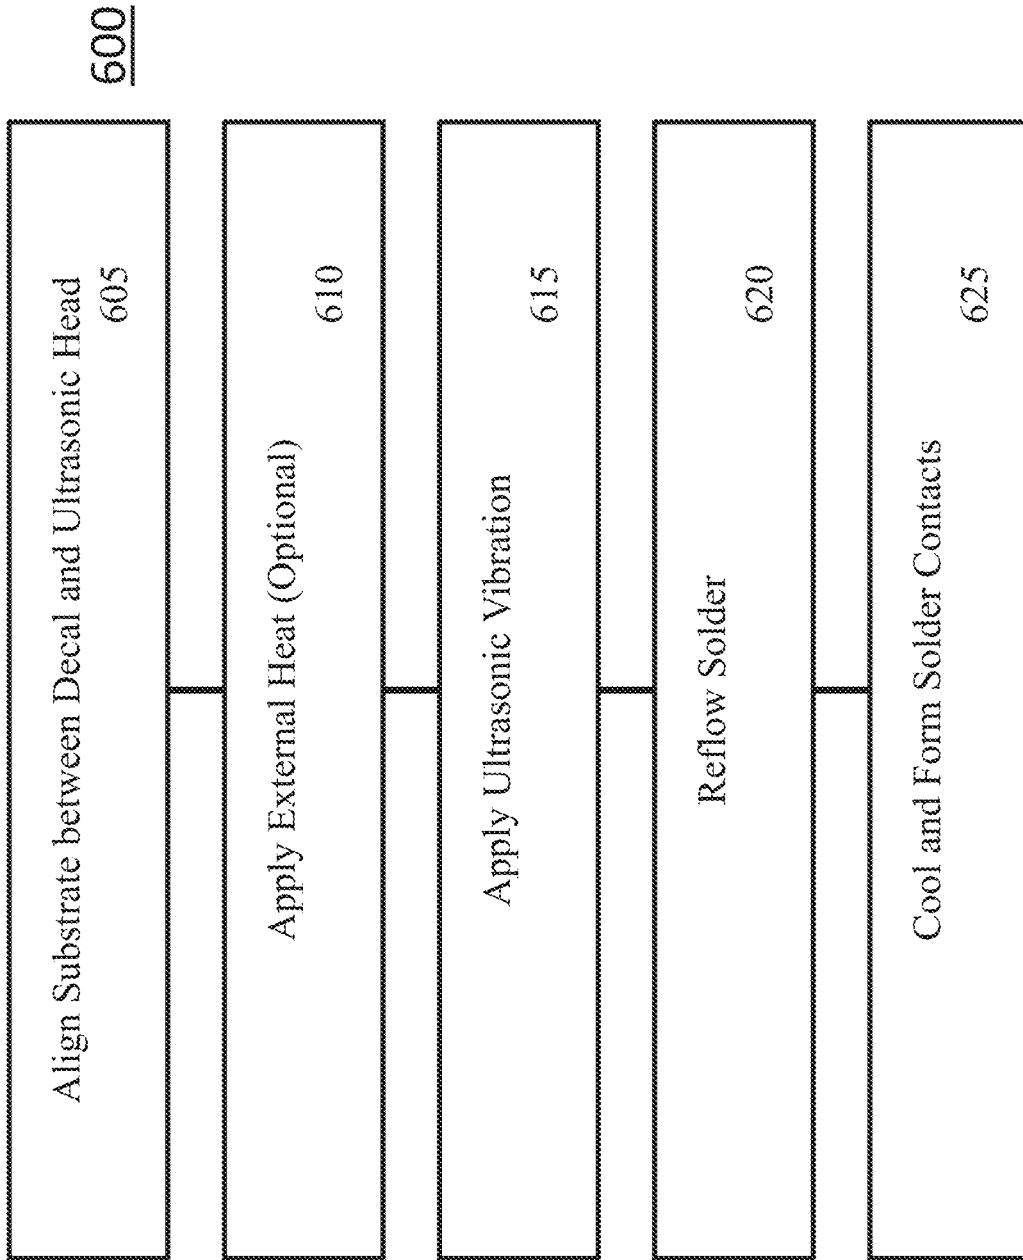 600
Align Substrate between Decal and Ultrasonic Head
605
Apply External Heat (Optional)
610
Apply Ultrasonic Vibration
615
Reflow Solder
620
Cool and Form Solder Contacts
625